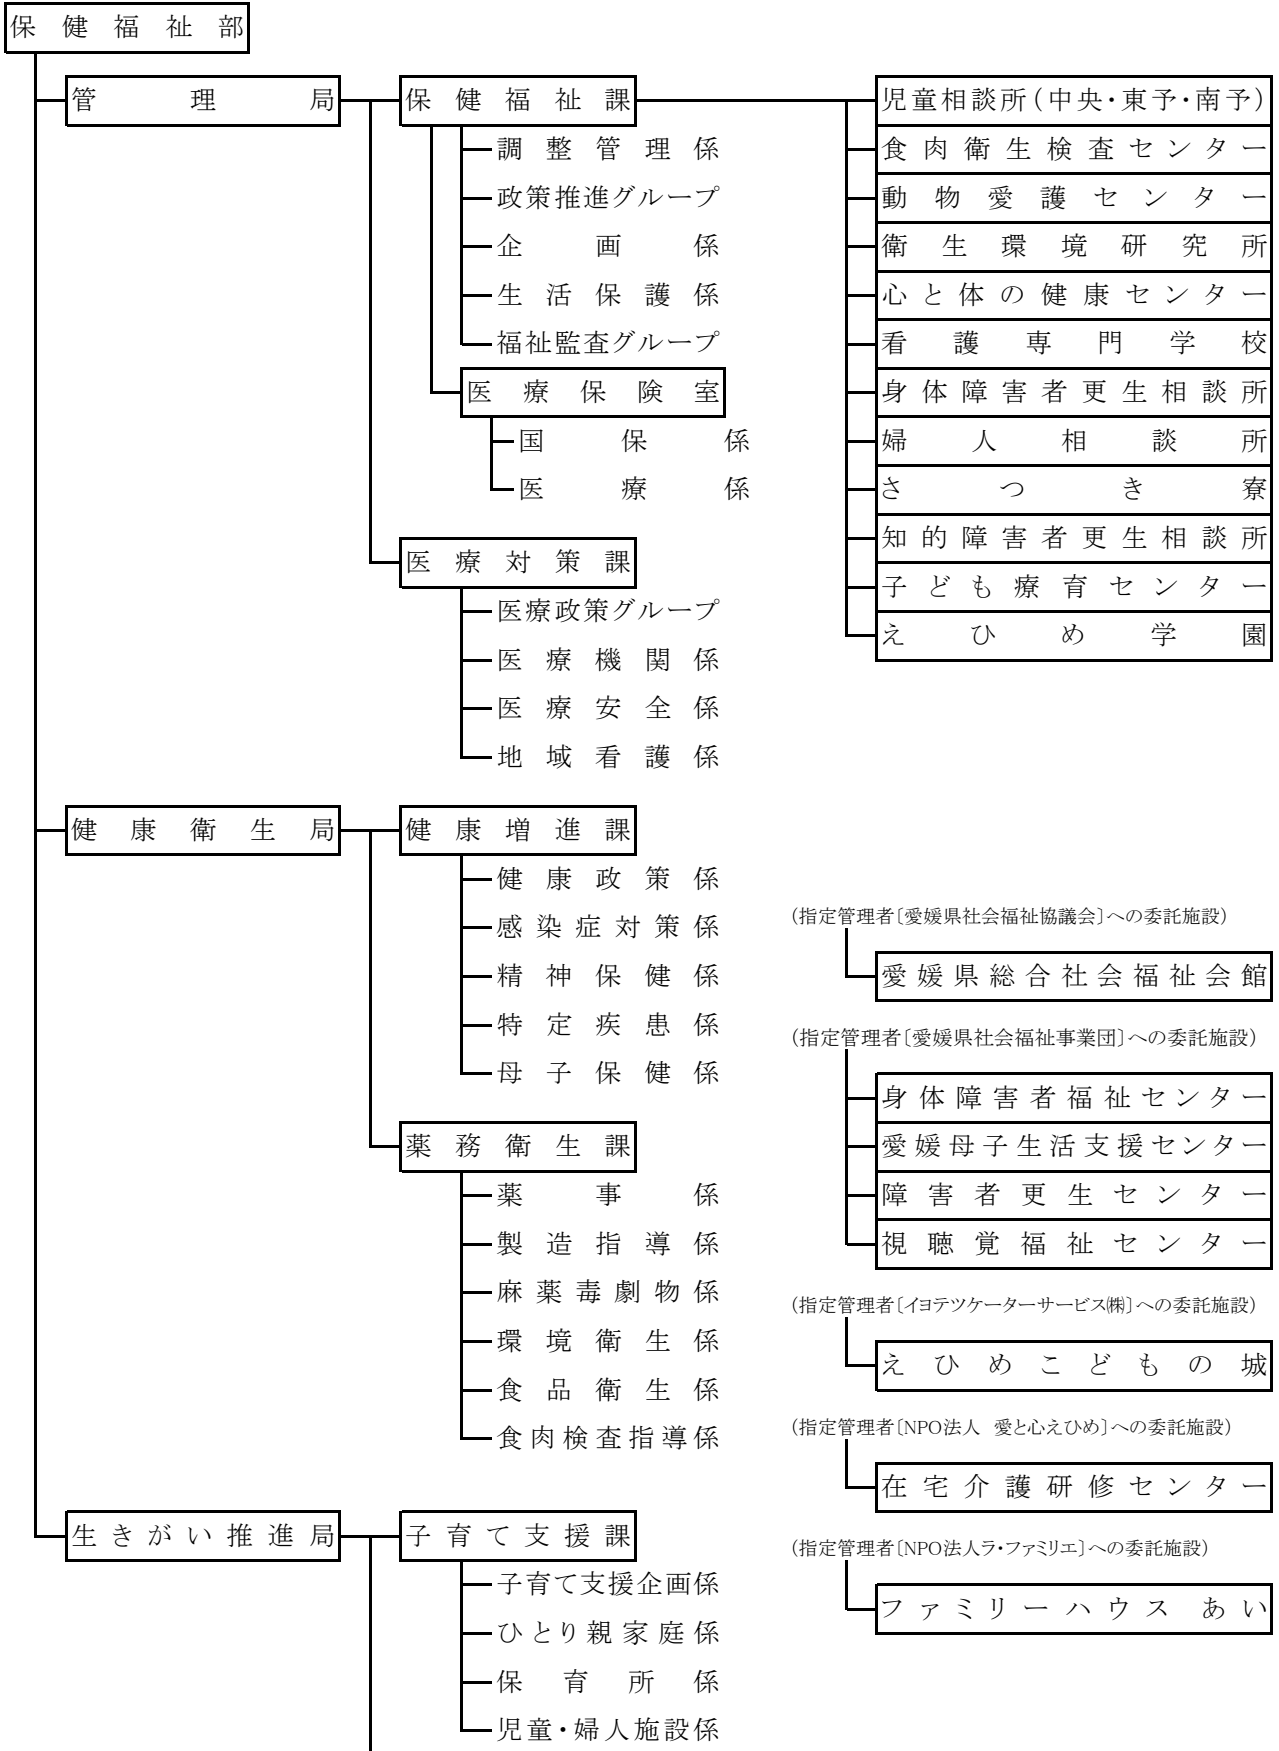 保健福祉部
管理局
保健福祉課
調整管理係
政策推進グループ
企画係
生活保護係
福祉監査グループ
医療保険室
国保係
医療係
医療対策課
医療政策グループ
医療機関係
医療安全係
地域看護係
児童相談所(中央・東予・南予)
食肉衛生検査センター
動物愛護センター
衛生環境研究所
心と体の健康センター
看護専門学校
身体障害者更生相談所
婦人相談所
さつき寮
知的障害者更生相談所
子ども療育センター
えひめ学園
健康衛生局
健康増進課
健康政策係
感染症対策係
精神保健係
特定疾患係
母子保健係
薬務衛生課
薬事係
製造指導係
麻薬毒劇物係
環境衛生係
食品衛生係
食肉検査指導係
生きがい推進局
子育て支援課
子育て支援企画係
ひとり親家庭係
保育所係
児童・婦人施設係
(指定管理者〔愛媛県社会福祉協議会〕への委託施設)
愛媛県総合社会福祉会館
(指定管理者〔愛媛県社会福祉事業団〕への委託施設)
身体障害者福祉センター
愛媛母子生活支援センター
障害者更生センター
視聴覚福祉センター
(指定管理者〔イヨテツケーターサービス㈱〕への委託施設)
えひめこどもの城
(指定管理者〔NPO法人　愛と心えひめ〕への委託施設)
在宅介護研修センター
(指定管理者〔NPO法人ラ・ファミリエ〕への委託施設)
ファミリーハウス あい